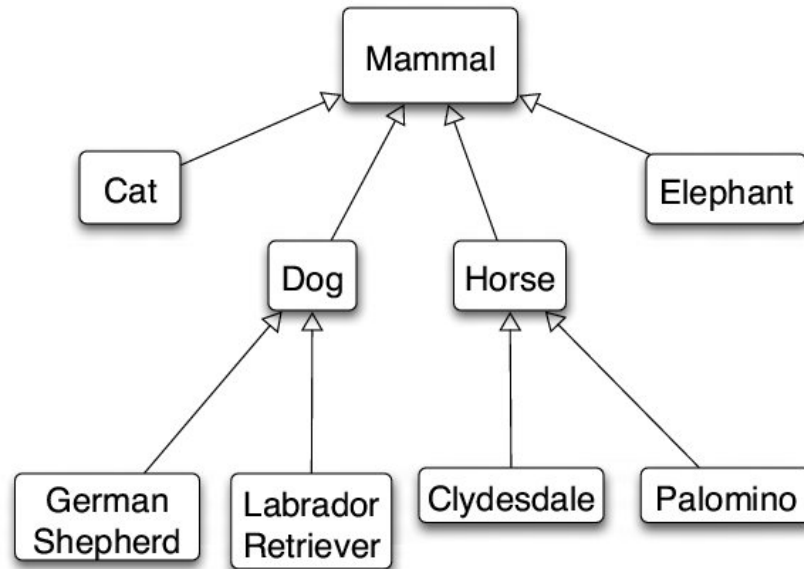 Mammal
Cat
Elephant
Dog
Horse
German
Shepherd
Labrador
Retriever
Clydesdale
Palomino